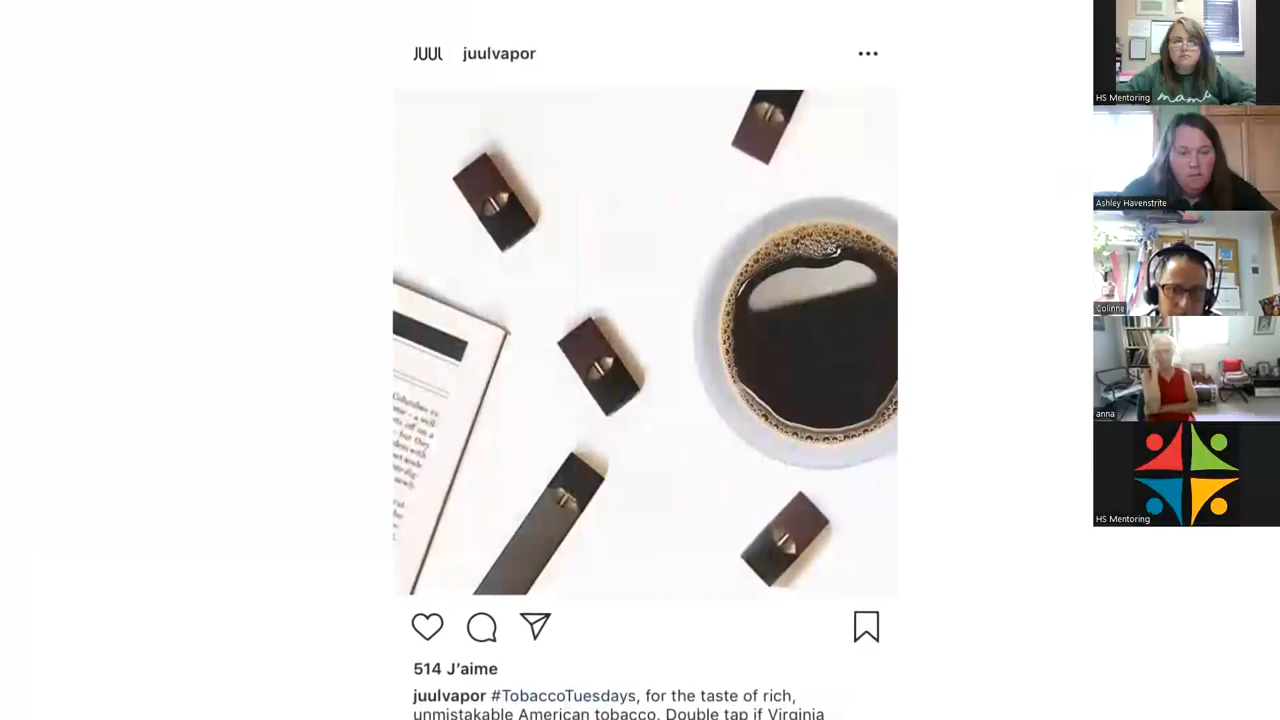 JUUL juulvapor
514 J'aime
juulvapor #TobaccoTuesdays, for the taste of rich,
unmistakable American tobacco. Double tap if Virginia
HS Mentoring
Ashley Havenstrite
Colinne
anna
HS Mentoring